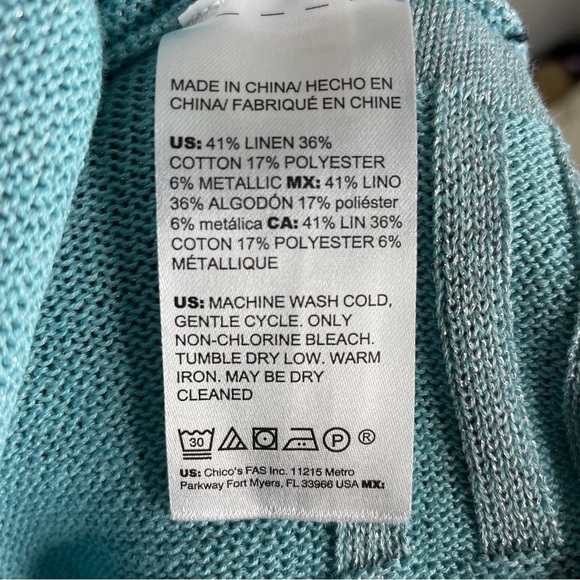 MADE IN CHINA/ HECHO EN
CHINA/ FABRIQUÉ EN CHINE
US: 41% LINEN 36%
COTTON 17% POLYESTER
6% METALLIC MX: 41% LINO
36% ALGODÓN 17% poliéster
6% metálica CA: 41% LIN 36%
COTON 17% POLYESTER 6%
MÉTALLIQUE
US: MACHINE WASH COLD,
GENTLE CYCLE. ONLY
NON-CHLORINE BLEACH.
TUMBLE DRY LOW. WARM
IRON. MAY BE DRY
CLEANED
30 P ®
US: Chico's FAS Inc. 11215 Metro
Parkway Fort Myers, FL 33966 USA MX: